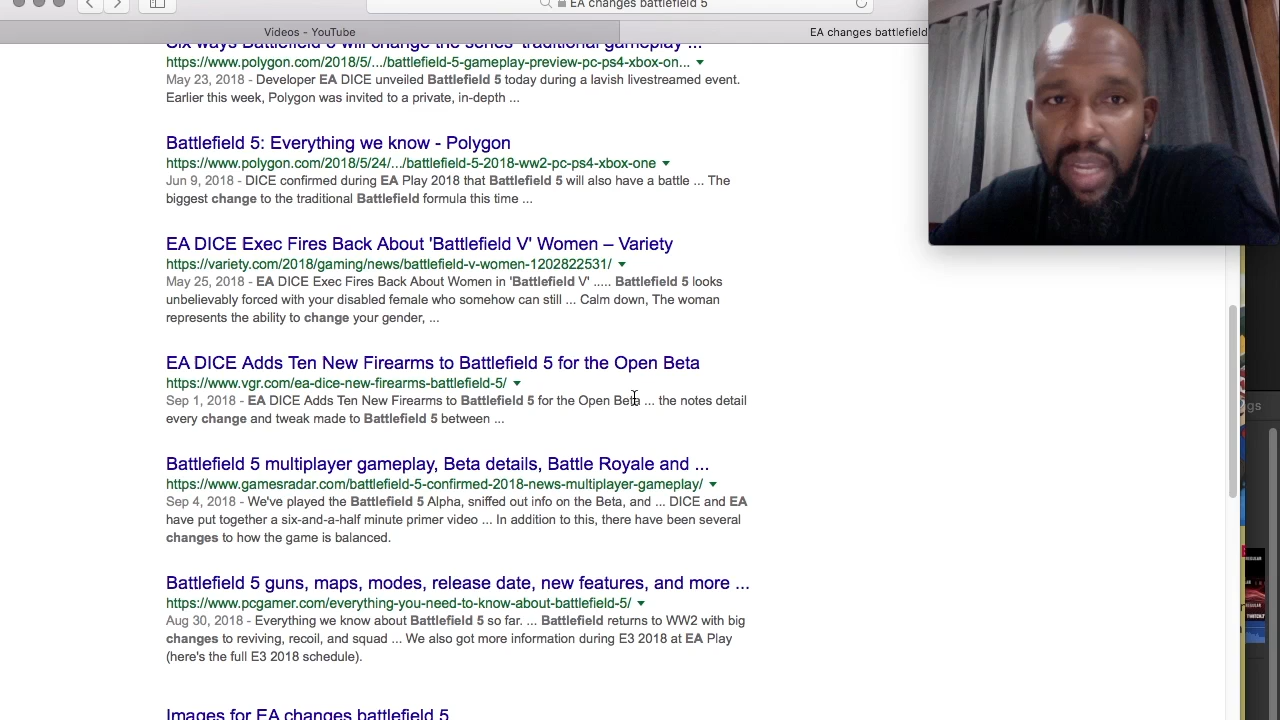 EA changes battlefield 5
Videos - YouTube
EA changes battlefield
Six ways Battlefield 5 will change the series' traditional gameplay ...
https://www.polygon.com/2018/5/.../battlefield-5-gameplay-preview-pc-ps4-xbox-on...
May 23, 2018 - Developer EA DICE unveiled Battlefield 5 today during a lavish livestreamed event.
Earlier this week, Polygon was invited to a private, in-depth ...
Battlefield 5: Everything we know - Polygon
https://www.polygon.com/2018/5/24/.../battlefield-5-2018-ww2-pc-ps4-xbox-one
Jun 9, 2018 - DICE confirmed during EA Play 2018 that Battlefield 5 will also have a battle ... The
biggest change to the traditional Battlefield formula this time ...
EA DICE Exec Fires Back About 'Battlefield V' Women – Variety
https://variety.com/2018/gaming/news/battlefield-v-women-1202822531/
May 25, 2018 - EA DICE Exec Fires Back About Women in 'Battlefield V' ..... Battlefield 5 looks
unbelievably forced with your disabled female who somehow can still ... Calm down, The woman
represents the ability to change your gender, ...
EA DICE Adds Ten New Firearms to Battlefield 5 for the Open Beta
https://www.vgr.com/ea-dice-new-firearms-battlefield-5/
Sep 1, 2018 - EA DICE Adds Ten New Firearms to Battlefield 5 for the Open Beta ... the notes detail
every change and tweak made to Battlefield 5 between ...
Battlefield 5 multiplayer gameplay, Beta details, Battle Royale and ...
https://www.gamesradar.com/battlefield-5-confirmed-2018-news-multiplayer-gameplay/
Sep 4, 2018 - We've played the Battlefield 5 Alpha, sniffed out info on the Beta, and ... DICE and EA
have put together a six-and-a-half minute primer video ... In addition to this, there have been several
changes to how the game is balanced.
Battlefield 5 guns, maps, modes, release date, new features, and more ...
https://www.pcgamer.com/everything-you-need-to-know-about-battlefield-5/
Aug 30, 2018 - Everything we know about Battlefield 5 so far. ... Battlefield returns to WW2 with big
changes to reviving, recoil, and squad ... We also got more information during E3 2018 at EA Play
(here's the full E3 2018 schedule).
Images for EA changes battlefield 5